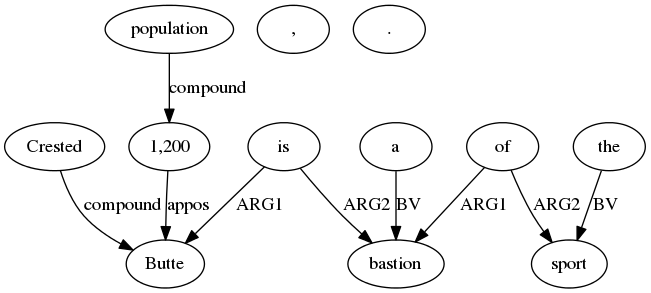 population , .
compound
Crested 1,200 is a of the
compound appos ARG1 ARG2 BV ARG1 ARG2 BV
Butte bastion sport